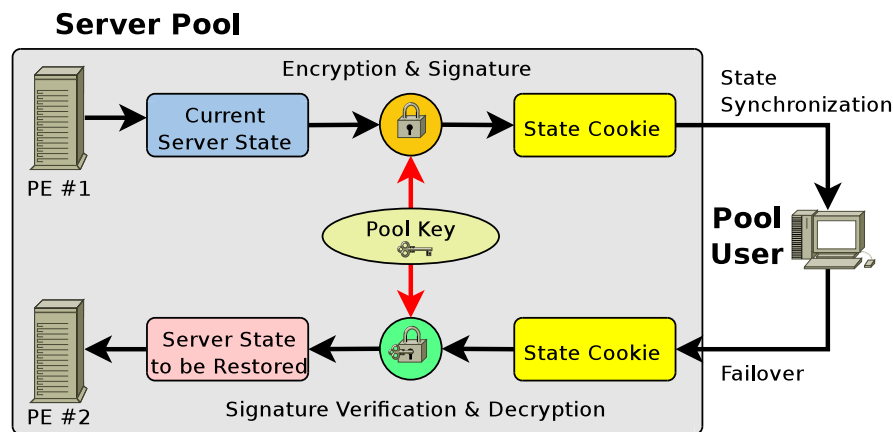 Server Pool
Encryption & Signature
State
Synchronization
Current
Server State
State Cookie
PE #1
Pool Key
Pool
User
Server State
to be Restored
State Cookie
Failover
PE #2
Signature Verification & Decryption